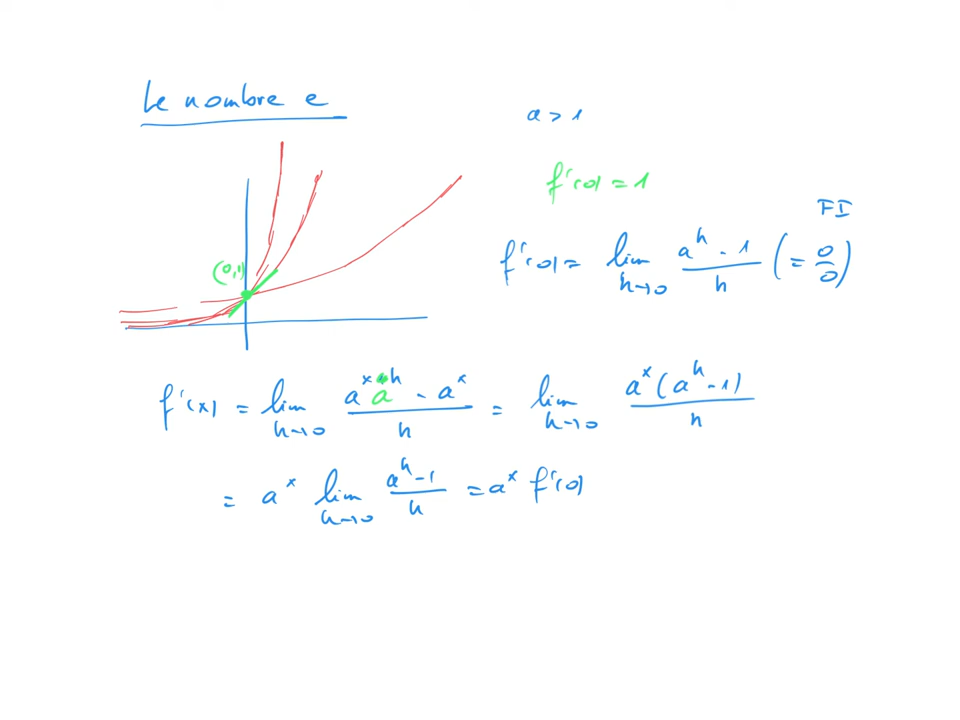 Le nombre e
a > 1
f'(0) = 1
FI
(0,1)
f'(0) = lim h→0 (a^h - 1)/h (= 0/0)
f'(x) = lim h→0 (a^x a^h - a^x)/h = lim h→0 (a^x (a^h - 1))/h
= a^x lim h→0 (a^h - 1)/h = a^x f'(0)